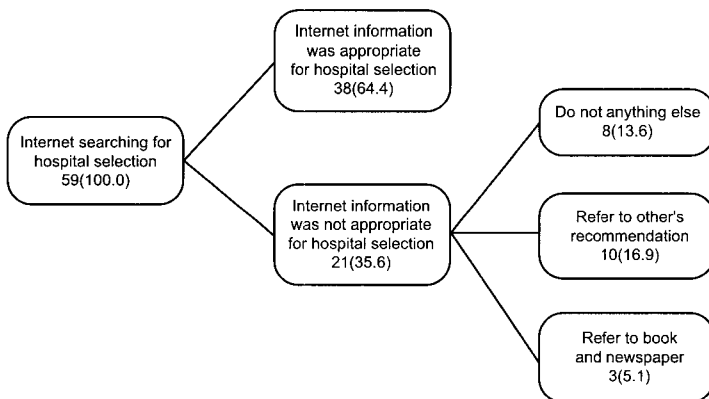 Internet information
was appropriate
for hospital selection
38(64.4)
Internet searching for
hospital selection
59(100.0)
Internet information
was not appropriate
for hospital selection
21(35.6)
Do not anything else
8(13.6)
Refer to other's
recommendation
10(16.9)
Refer to book
and newspaper
3(5.1)